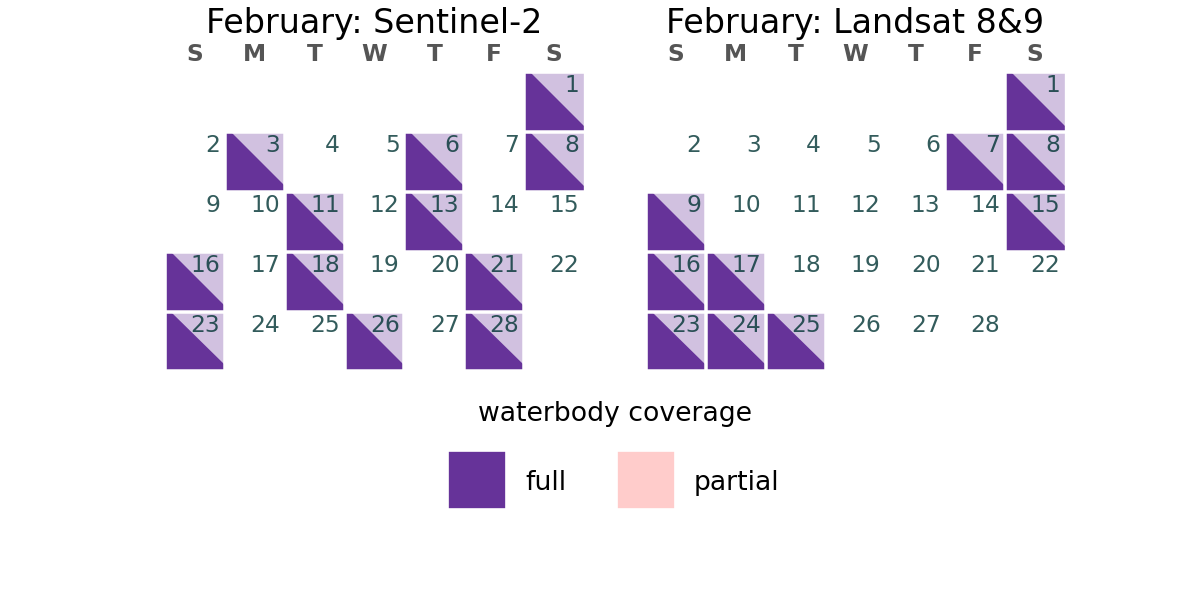 February: Sentinel-2
S M T W T F S
1
2 3 4 5 6 7 8
9 10 11 12 13 14 15
16 17 18 19 20 21 22
23 24 25 26 27 28
February: Landsat 8&9
S M T W T F S
1
2 3 4 5 6 7 8
9 10 11 12 13 14 15
16 17 18 19 20 21 22
23 24 25 26 27 28
waterbody coverage
full partial